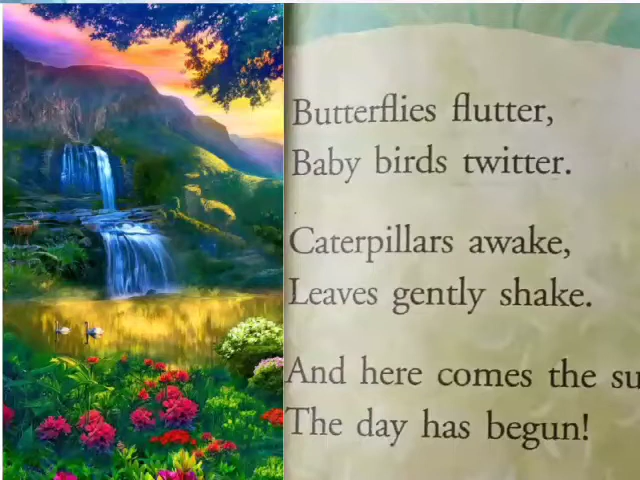 Butterflies flutter,
Baby birds twitter.
Caterpillars awake,
Leaves gently shake.
And here comes the
The day has begun!